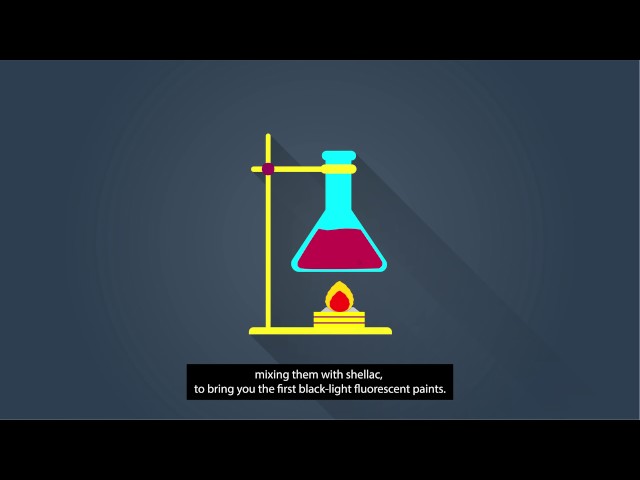 mixing them with shellac,
to bring you the first black-light fluorescent paints.